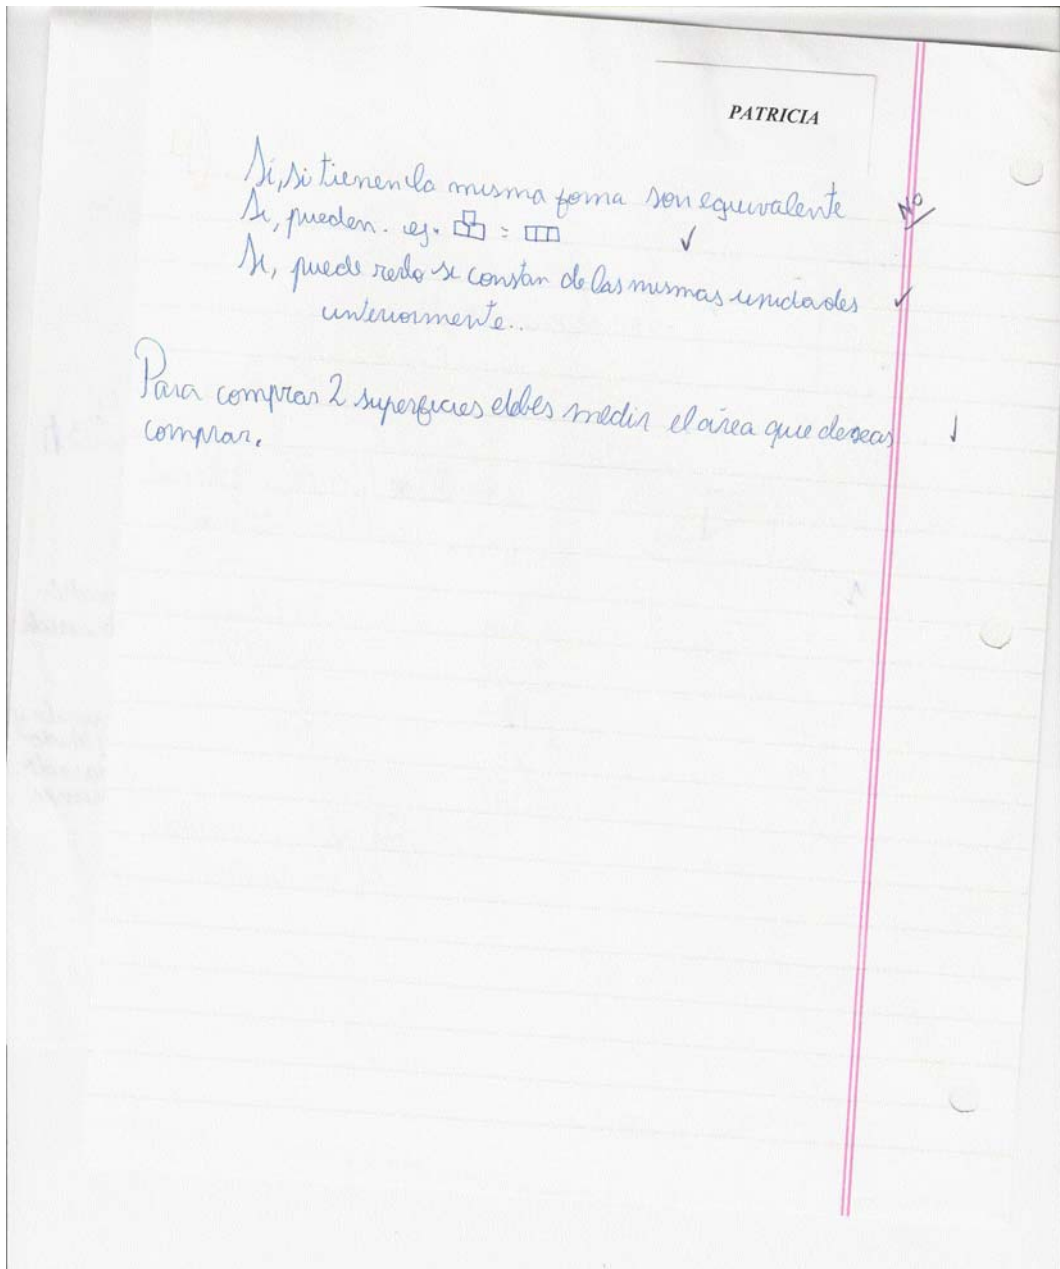 PATRICIA
Si, si tienen la misma foma son equivalente Nº
Si, pueden. ej. = ✓
Si, puede serlo si constan de las mismas unidades ✓
interiormente..
Para comprar 2 superficies debes medir el área que deseas ✓
comprar.